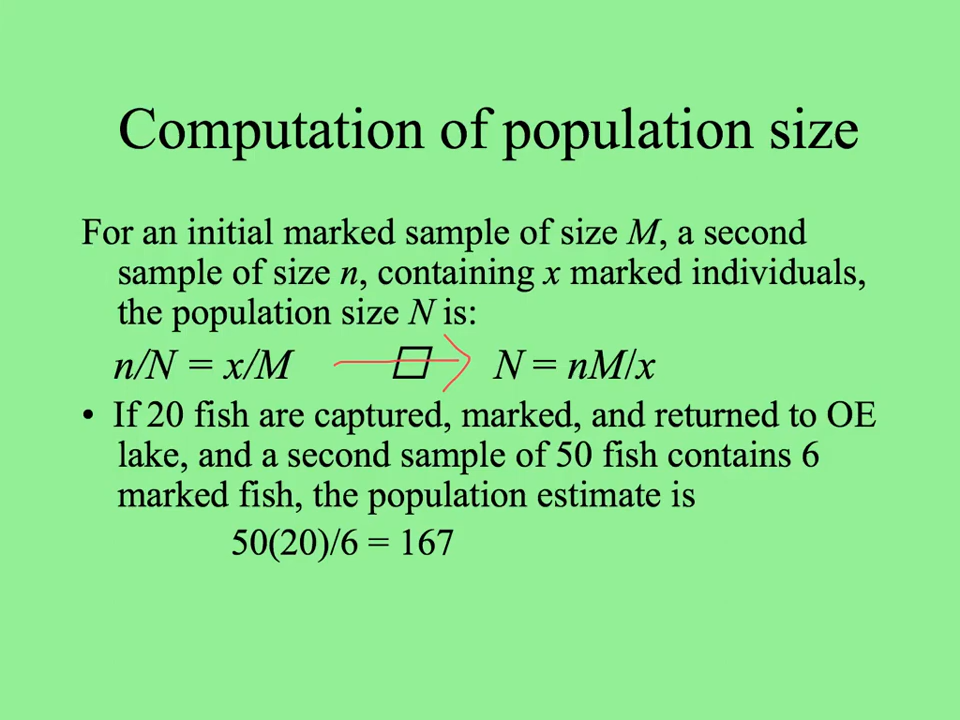 Computation of population size
For an initial marked sample of size M, a second
sample of size n, containing x marked individuals,
the population size N is:
n/N = x/M □ N = nM/x
• If 20 fish are captured, marked, and returned to OE
lake, and a second sample of 50 fish contains 6
marked fish, the population estimate is
50(20)/6 = 167